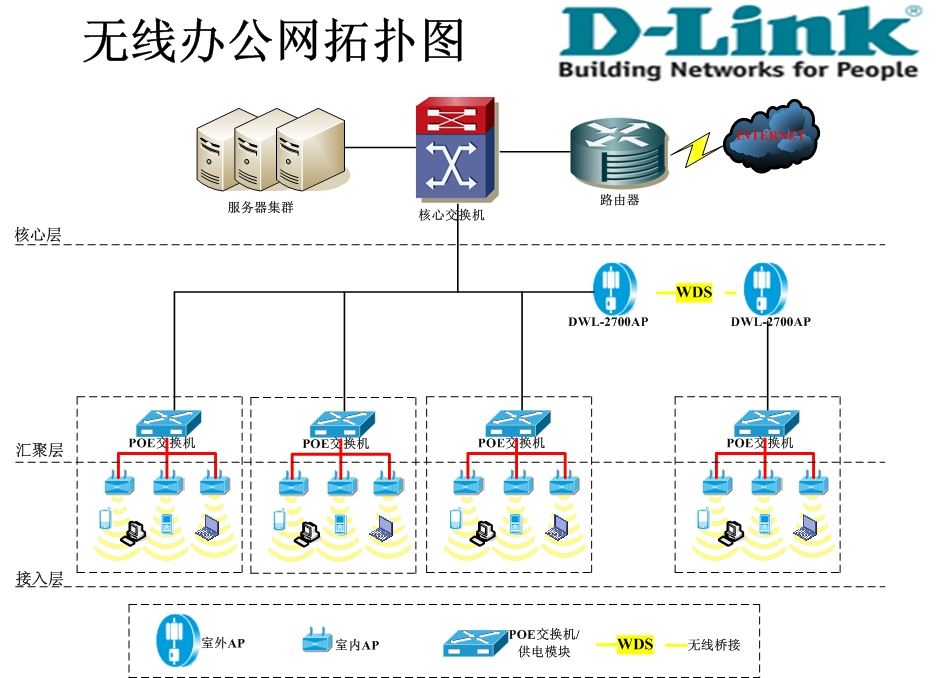 无线办公网拓扑图
D-Link®
Building Networks for People
INTERNET
服务器集群
核心交换机
路由器
核心层
WDS
DWL-2700AP
DWL-2700AP
POE交换机
POE交换机
POE交换机
POE交换机
汇聚层
接入层
室外AP
室内AP
POE交换机/
供电模块
WDS
无线桥接